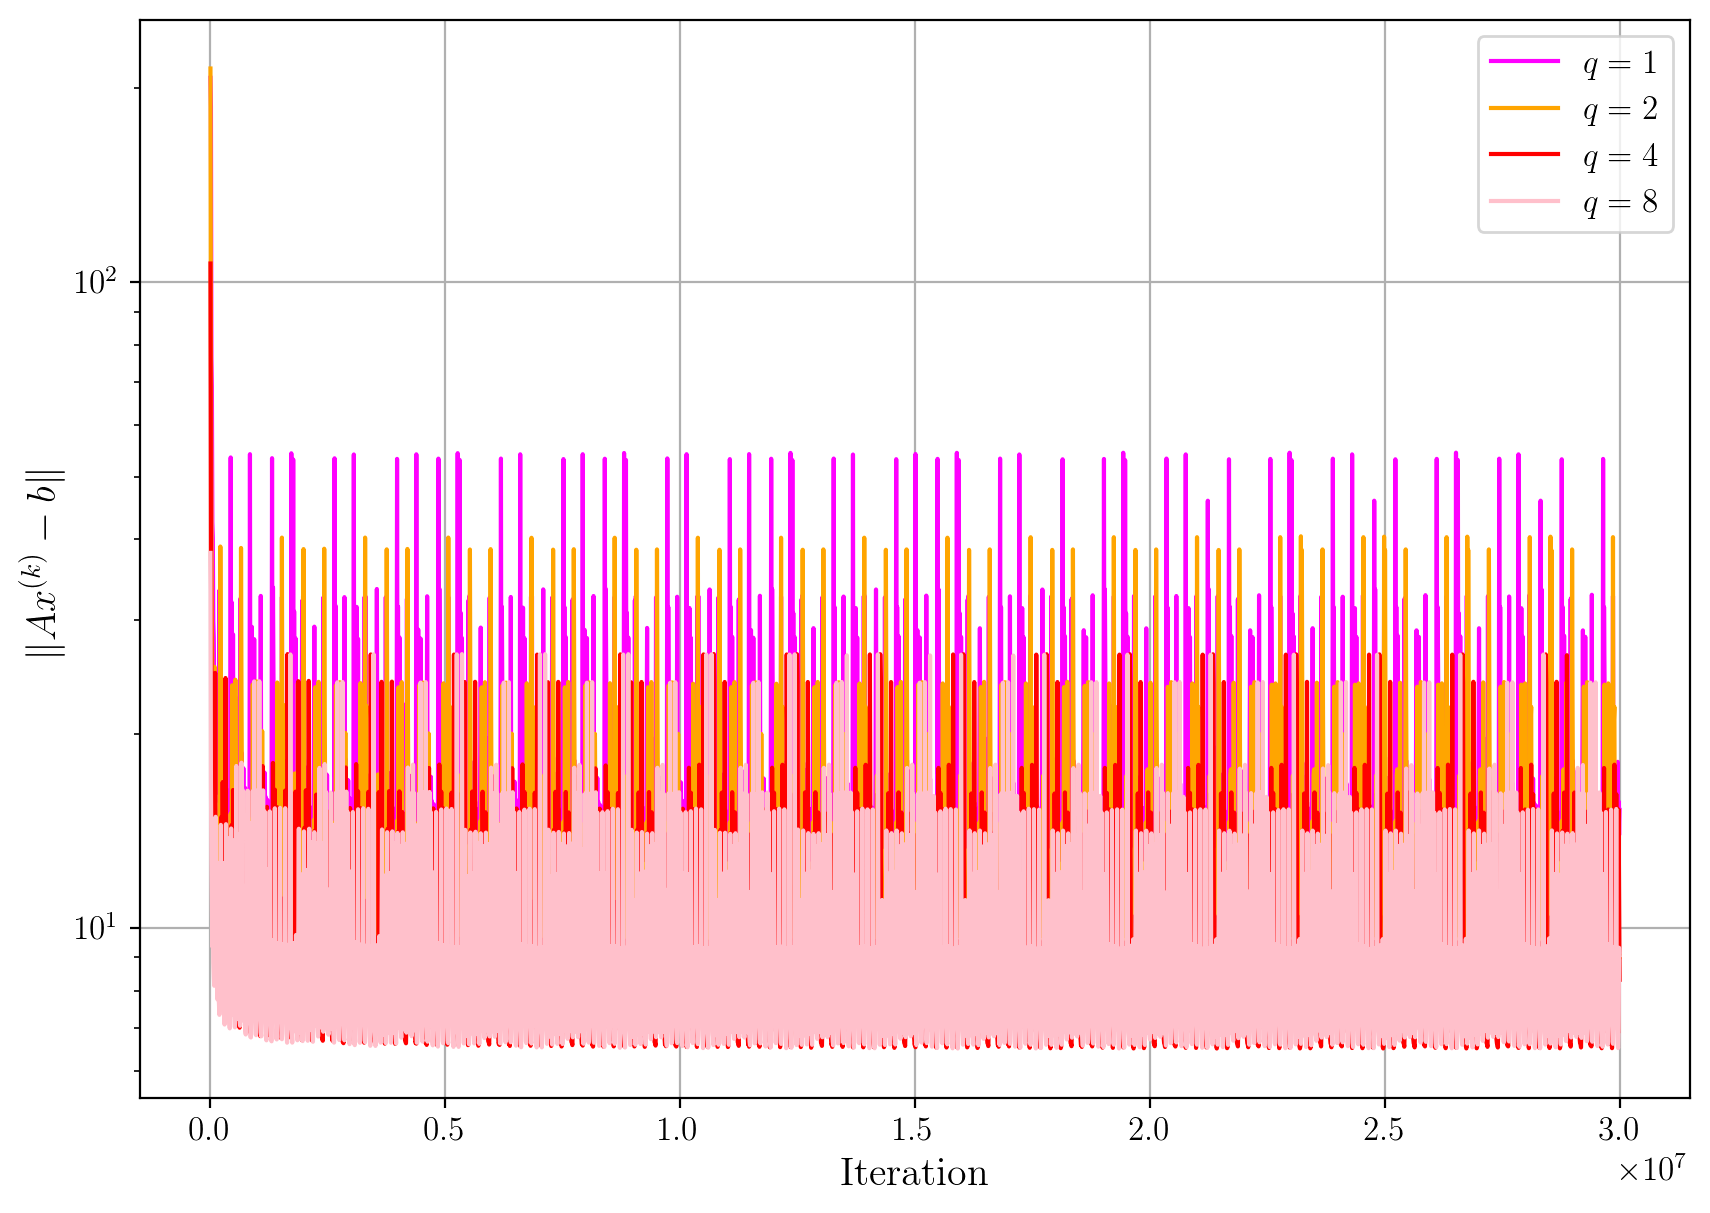 q = 1
q = 2
q = 4
q = 8
‖Ax^{(k)} − b‖
10^2
10^1
0.0 0.5 1.0 1.5 2.0 2.5 3.0
×10^7
Iteration